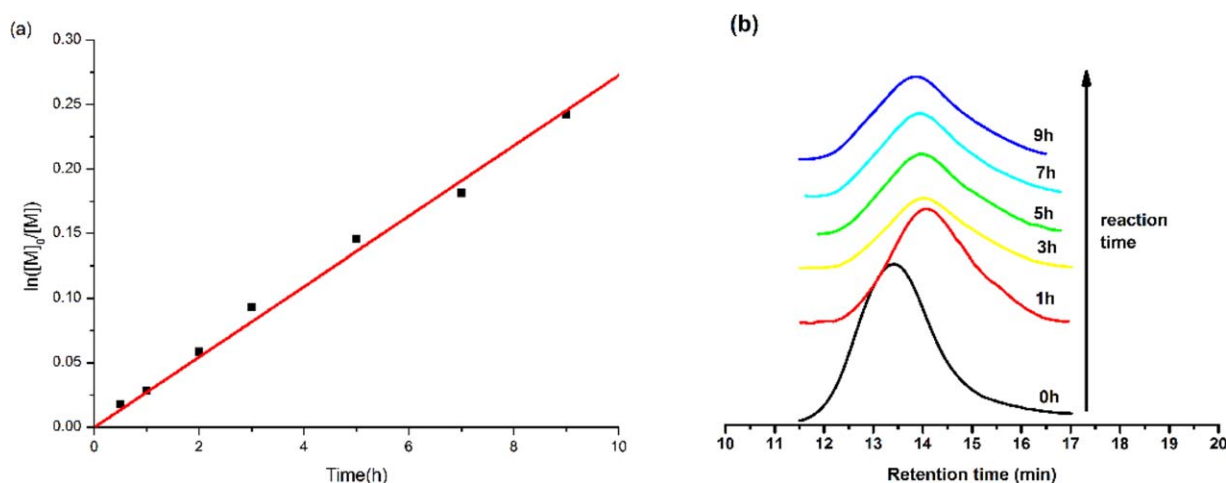 (a)
0.30
0.25
0.20
0.15
0.10
0.05
0.00
ln([M]0/[M])
0 2 4 6 8 10
Time(h)
(b)
9h
7h
5h
3h
1h
0h
reaction
time
10 11 12 13 14 15 16 17 18 19 20
Retention time (min)